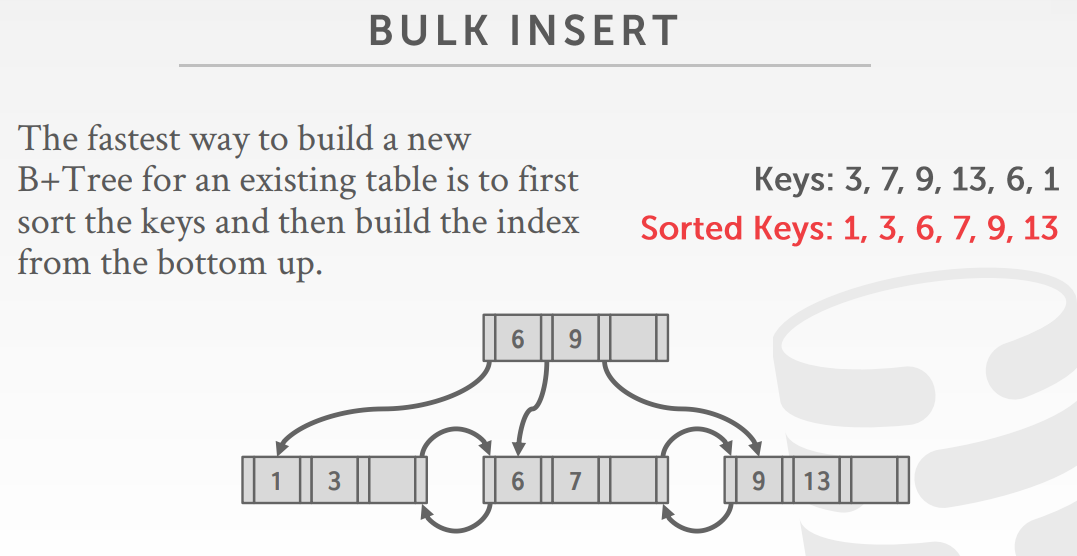 BULK INSERT
The fastest way to build a new
B+Tree for an existing table is to first
sort the keys and then build the index
from the bottom up.
Keys: 3, 7, 9, 13, 6, 1
Sorted Keys: 1, 3, 6, 7, 9, 13
6 9
1 3 6 7 9 13